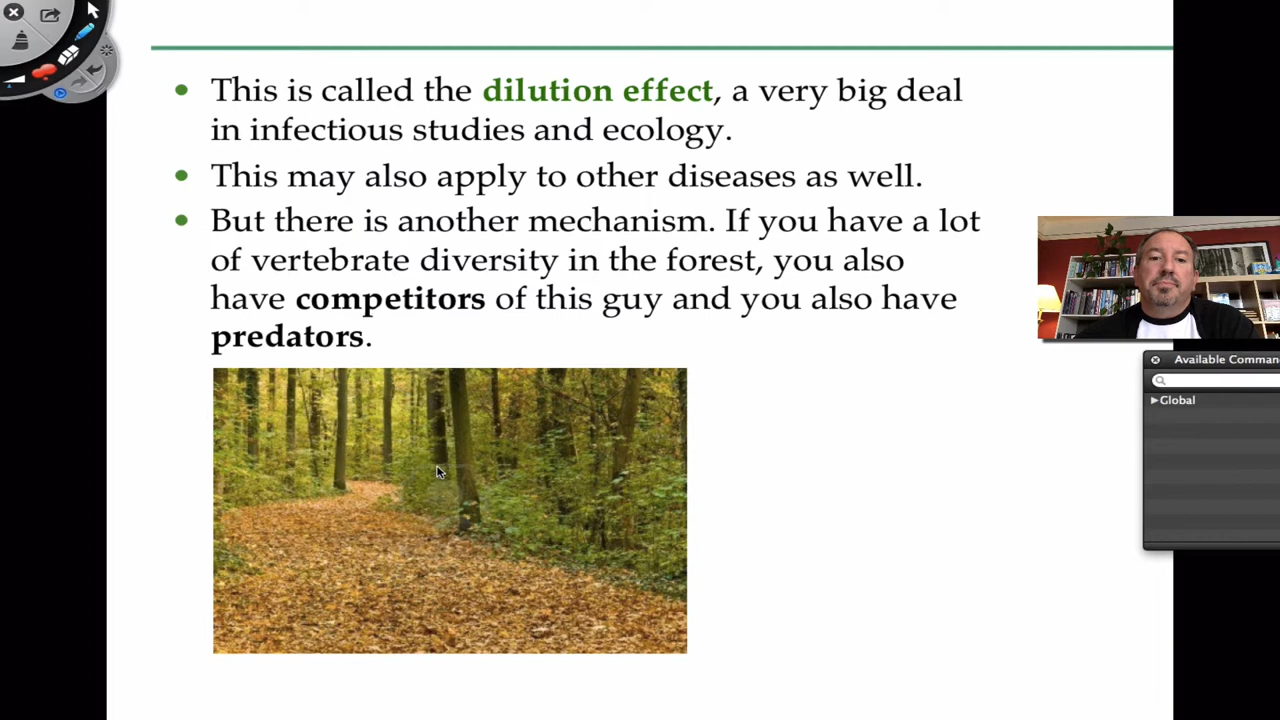 • This is called the dilution effect, a very big deal
in infectious studies and ecology.
• This may also apply to other diseases as well.
• But there is another mechanism. If you have a lot
of vertebrate diversity in the forest, you also
have competitors of this guy and you also have
predators.
Available Comman
Global